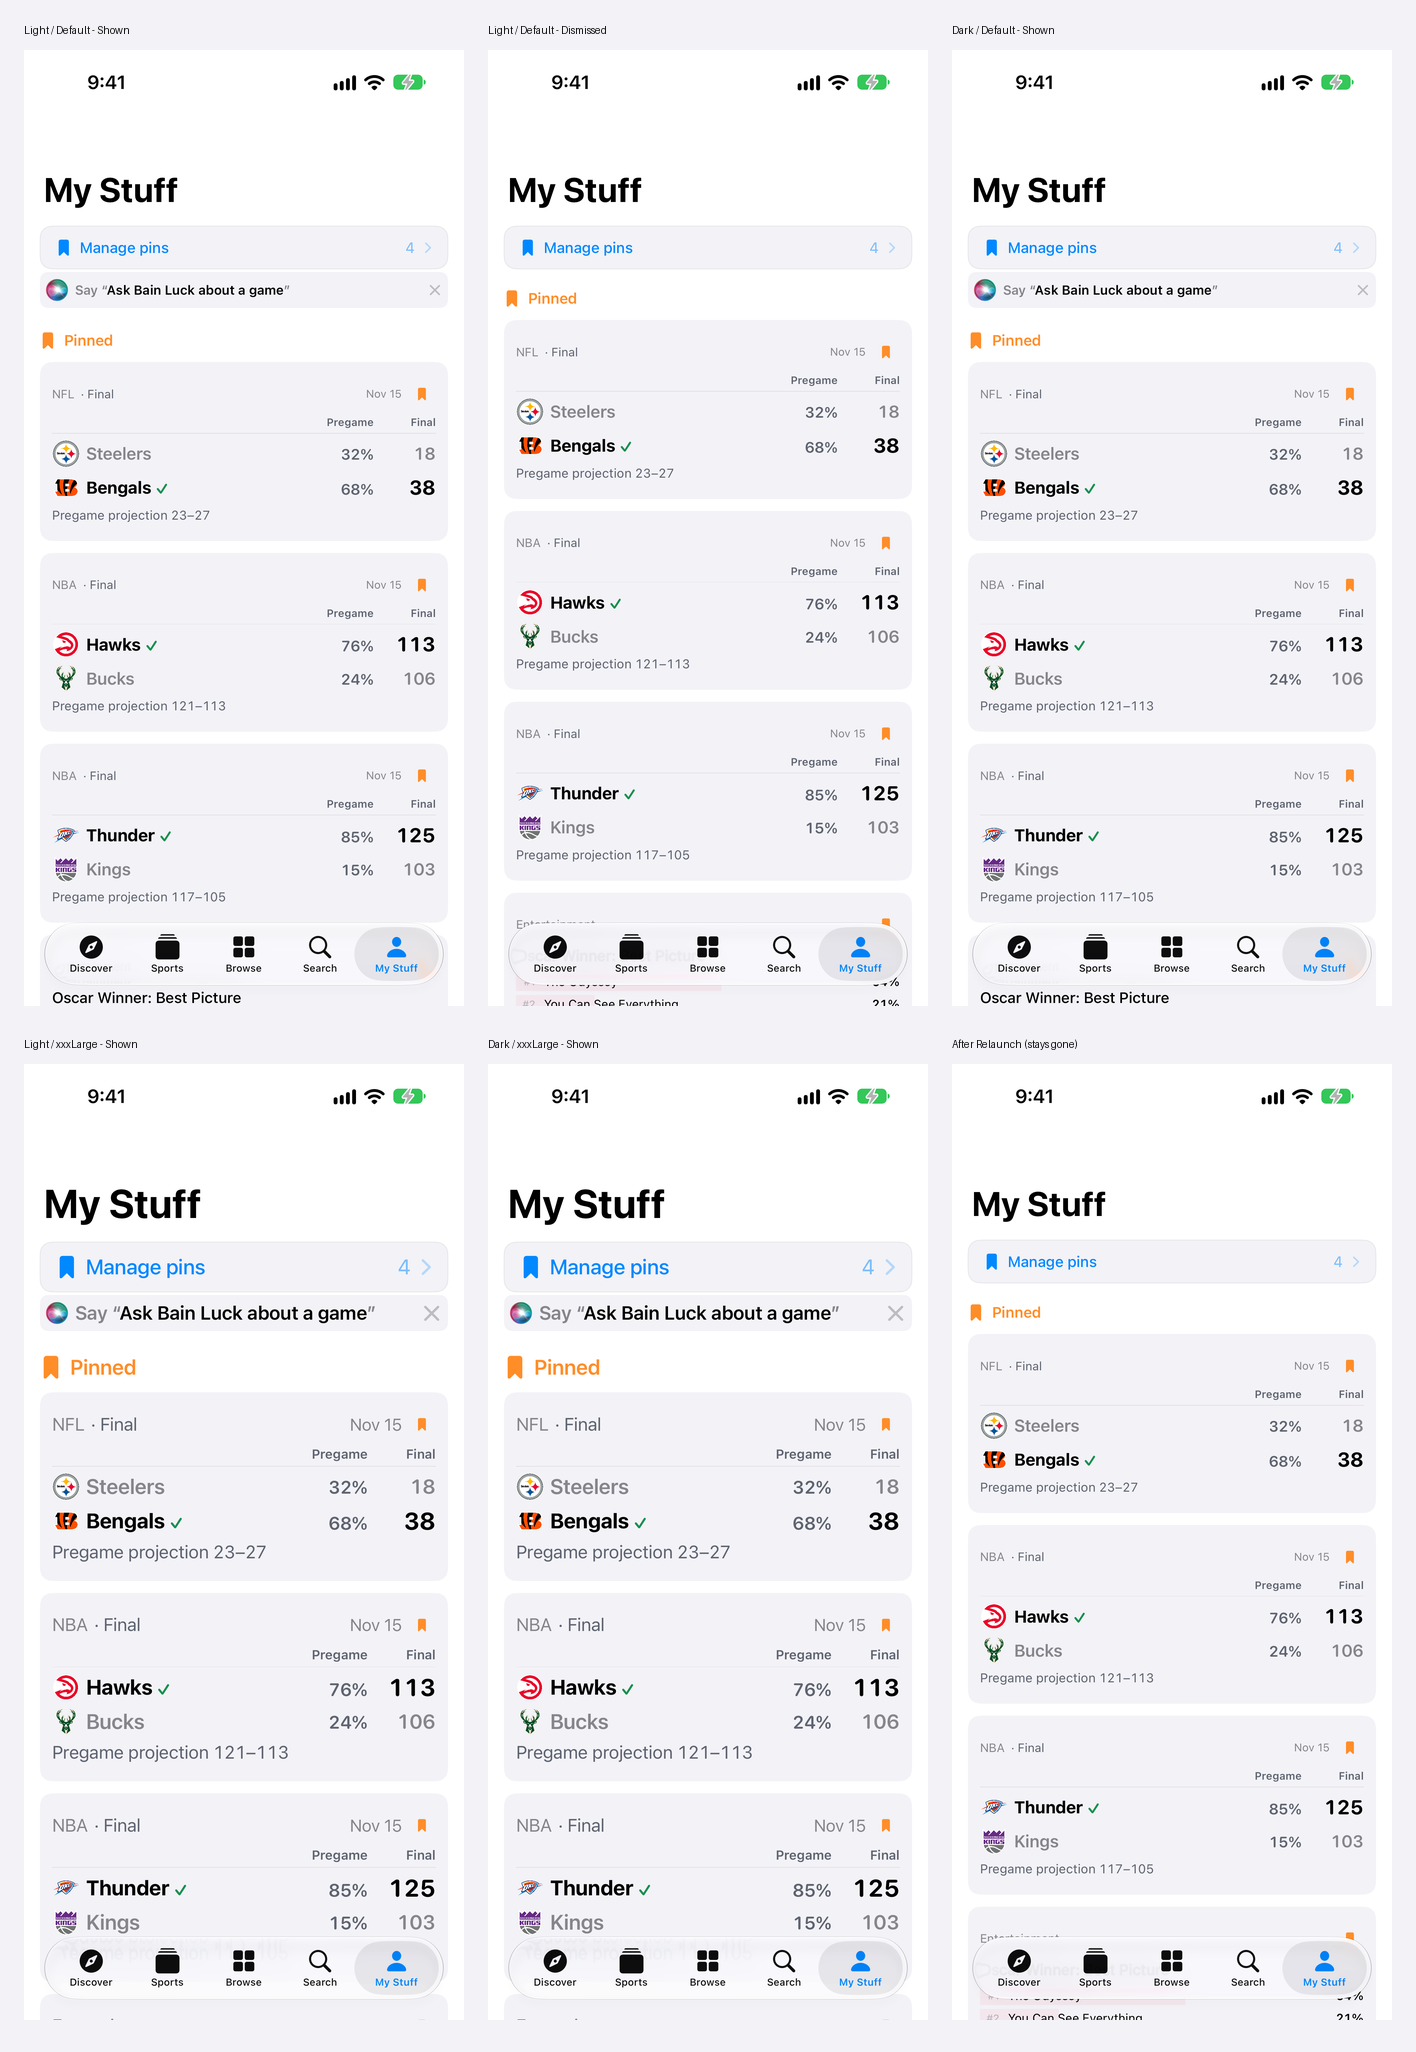 Light / Default - Shown
9:41
My Stuff
Manage pins 4
Say “Ask Bain Luck about a game”
Pinned
NFL · Final Nov 15
Pregame Final
Steelers 32% 18
Bengals 68% 38
Pregame projection 23–27
NBA · Final Nov 15
Pregame Final
Hawks 76% 113
Bucks 24% 106
Pregame projection 121–113
NBA · Final Nov 15
Pregame Final
Thunder 85% 125
Kings 15% 103
Pregame projection 117–105
Discover Sports Browse Search My Stuff
Oscar Winner: Best Picture
Light / Default - Dismissed
9:41
My Stuff
Manage pins 4
Pinned
NFL · Final Nov 15
Pregame Final
Steelers 32% 18
Bengals 68% 38
Pregame projection 23–27
NBA · Final Nov 15
Pregame Final
Hawks 76% 113
Bucks 24% 106
Pregame projection 121–113
NBA · Final Nov 15
Pregame Final
Thunder 85% 125
Kings 15% 103
Pregame projection 117–105
Entertainment
Discover Sports Browse Search My Stuff
The Odyssey
#2 You Can See Everything 21%
Dark / Default - Shown
9:41
My Stuff
Manage pins 4
Say “Ask Bain Luck about a game”
Pinned
NFL · Final Nov 15
Pregame Final
Steelers 32% 18
Bengals 68% 38
Pregame projection 23–27
NBA · Final Nov 15
Pregame Final
Hawks 76% 113
Bucks 24% 106
Pregame projection 121–113
NBA · Final Nov 15
Pregame Final
Thunder 85% 125
Kings 15% 103
Pregame projection 117–105
Discover Sports Browse Search My Stuff
Oscar Winner: Best Picture
Light / xxxLarge - Shown
9:41
My Stuff
Manage pins 4
Say “Ask Bain Luck about a game”
Pinned
NFL · Final Nov 15
Pregame Final
Steelers 32% 18
Bengals 68% 38
Pregame projection 23–27
NBA · Final Nov 15
Pregame Final
Hawks 76% 113
Bucks 24% 106
Pregame projection 121–113
NBA · Final Nov 15
Pregame Final
Thunder 85% 125
Kings 15% 103
Discover Sports Browse Search My Stuff
Dark / xxxLarge - Shown
9:41
My Stuff
Manage pins 4
Say “Ask Bain Luck about a game”
Pinned
NFL · Final Nov 15
Pregame Final
Steelers 32% 18
Bengals 68% 38
Pregame projection 23–27
NBA · Final Nov 15
Pregame Final
Hawks 76% 113
Bucks 24% 106
Pregame projection 121–113
NBA · Final Nov 15
Pregame Final
Thunder 85% 125
Kings 15% 103
Discover Sports Browse Search My Stuff
After Relaunch (stays gone)
9:41
My Stuff
Manage pins 4
Pinned
NFL · Final Nov 15
Pregame Final
Steelers 32% 18
Bengals 68% 38
Pregame projection 23–27
NBA · Final Nov 15
Pregame Final
Hawks 76% 113
Bucks 24% 106
Pregame projection 121–113
NBA · Final Nov 15
Pregame Final
Thunder 85% 125
Kings 15% 103
Pregame projection 117–105
Entertainment
Discover Sports Browse Search My Stuff
The Odyssey
#2 You Can See Everything 21%